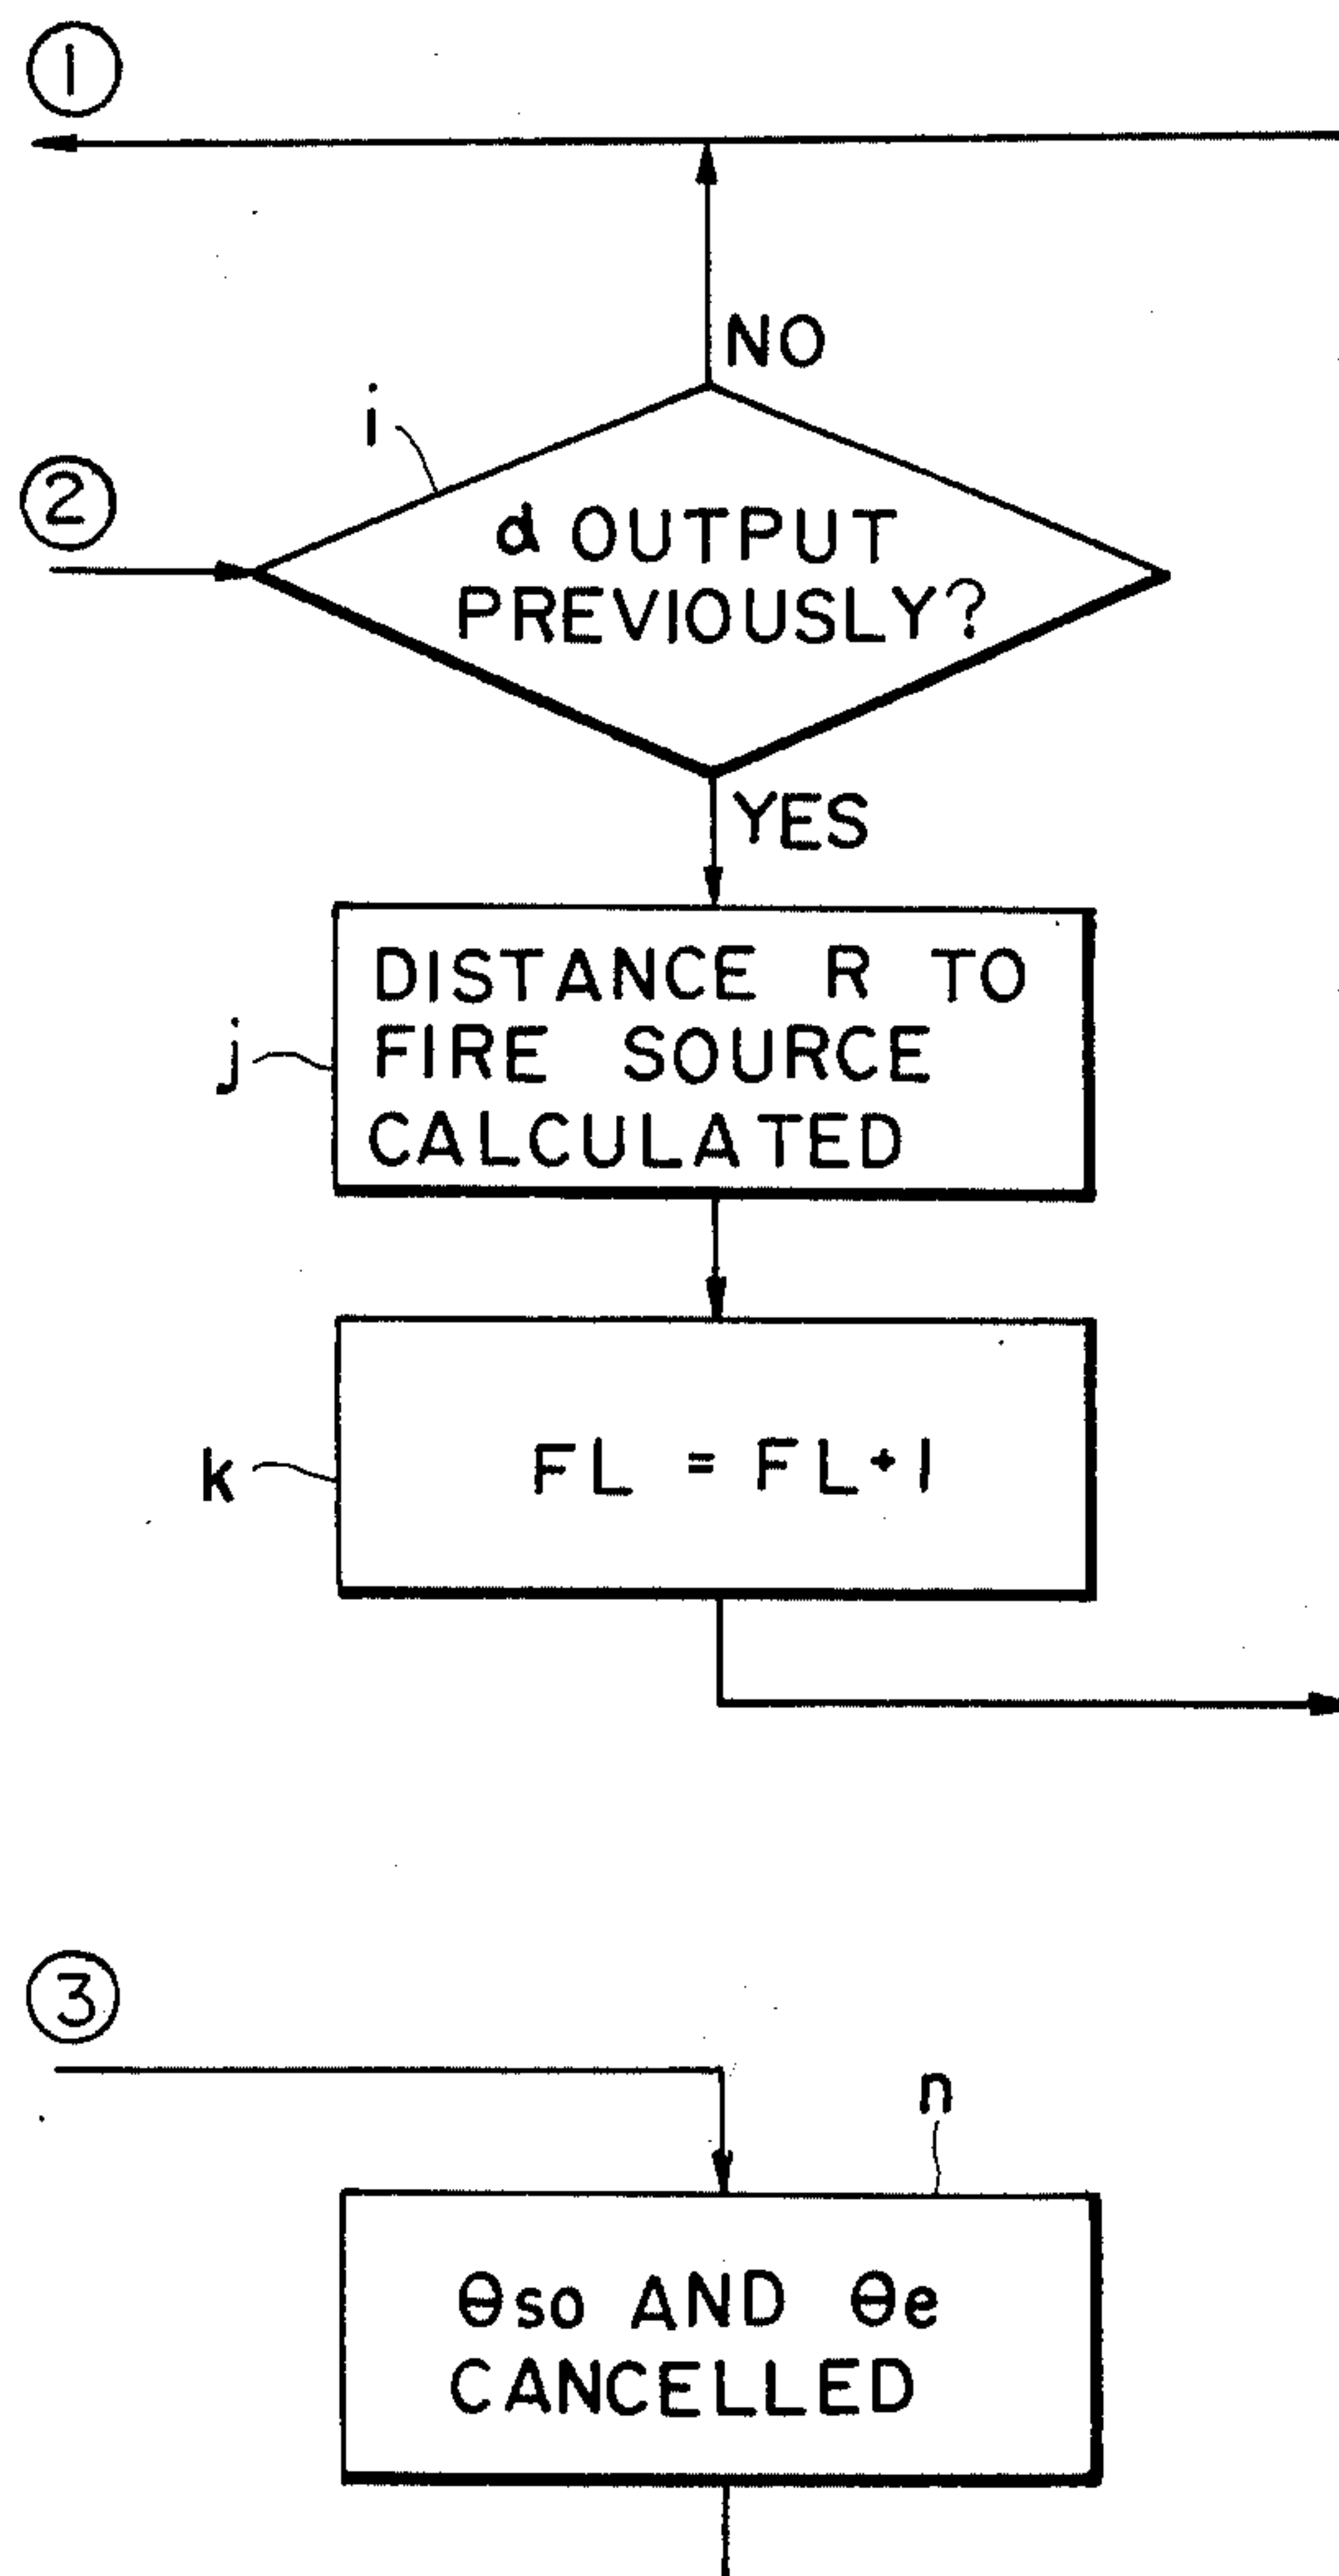 ①
NO
i
②
α OUTPUT
PREVIOUSLY?
YES
DISTANCE R TO
FIRE SOURCE
CALCULATED
j
FL = FL+1
k
③
n
θso AND θe
CANCELLED